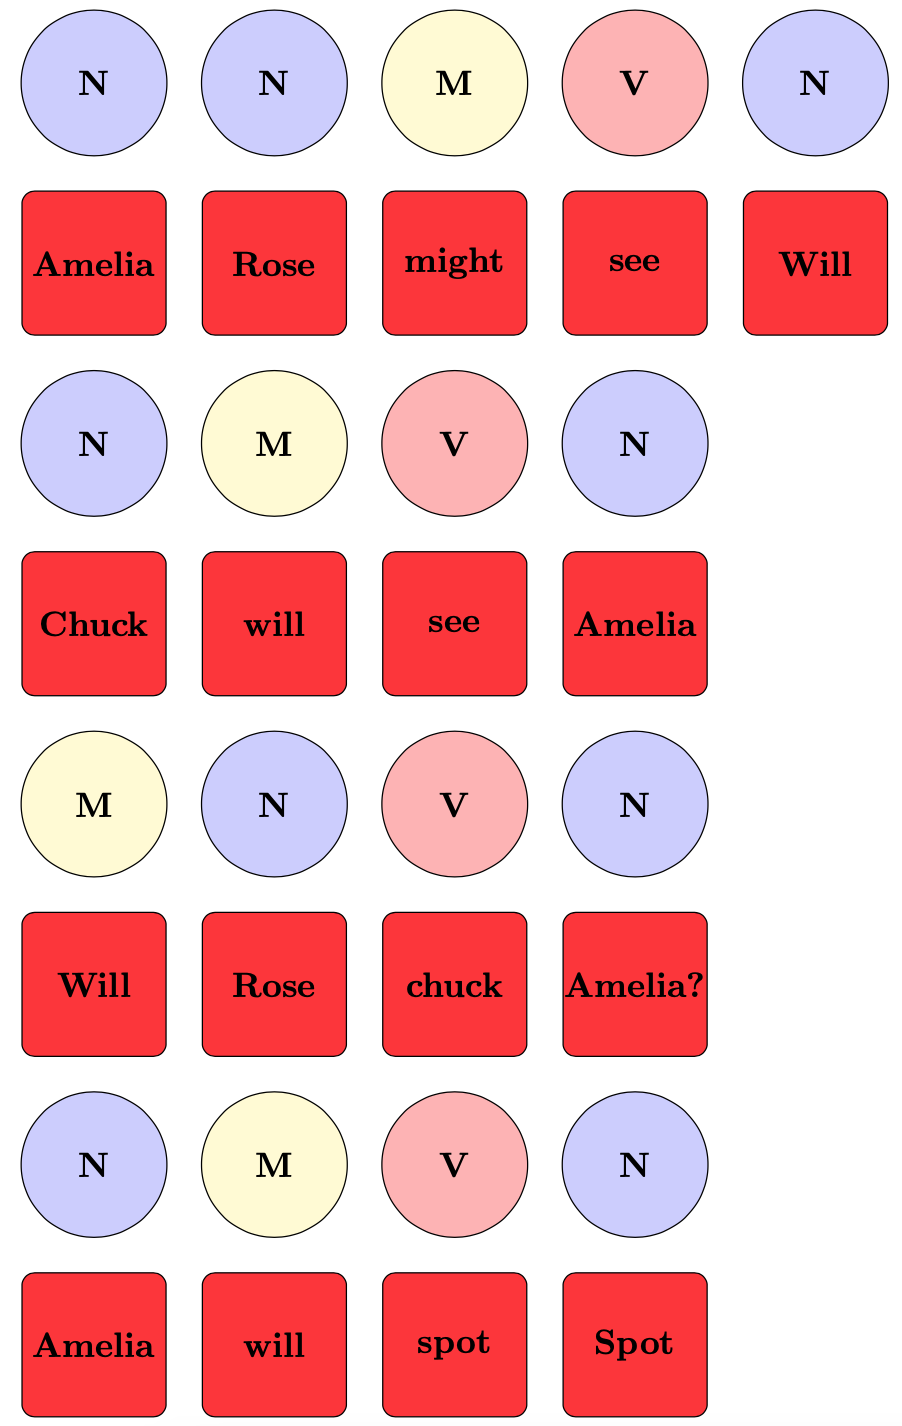 N N M V N
Amelia Rose might see Will
N M V N
Chuck will see Amelia
M N V N
Will Rose chuck Amelia?
N M V N
Amelia will spot Spot